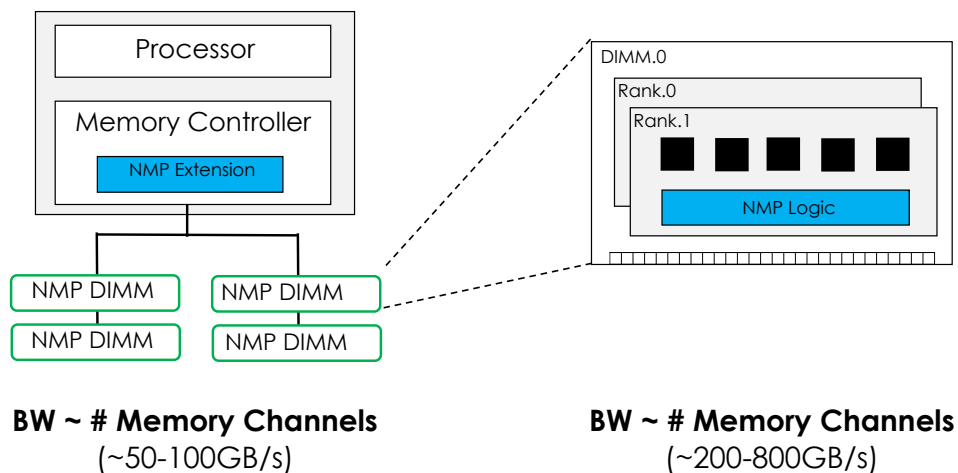 Processor
Memory Controller
NMP Extension
NMP DIMM
NMP DIMM
NMP DIMM
NMP DIMM
BW ~ # Memory Channels
(~50-100GB/s)
DIMM.0
Rank.0
Rank.1
NMP Logic
BW ~ # Memory Channels
(~200-800GB/s)